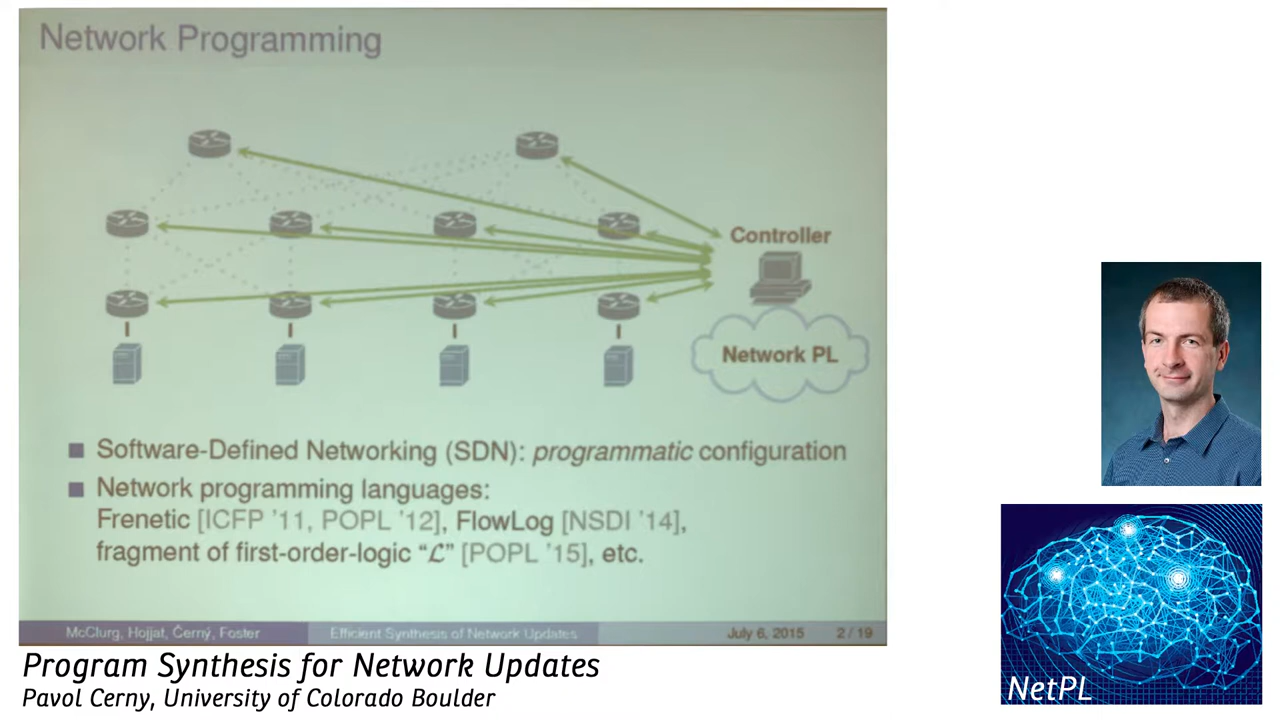 Network Programming
Controller
Network PL
Software-Defined Networking (SDN): programmatic configuration
Network programming languages:
Frenetic [ICFP '11, POPL '12], FlowLog [NSDI '14],
fragment of first-order-logic "ℒ" [POPL '15], etc.
McClurg, Hojjat, Černý, Foster Efficient Synthesis of Network Updates July 6, 2015 2 / 19
Program Synthesis for Network Updates
Pavol Cerny, University of Colorado Boulder
NetPL